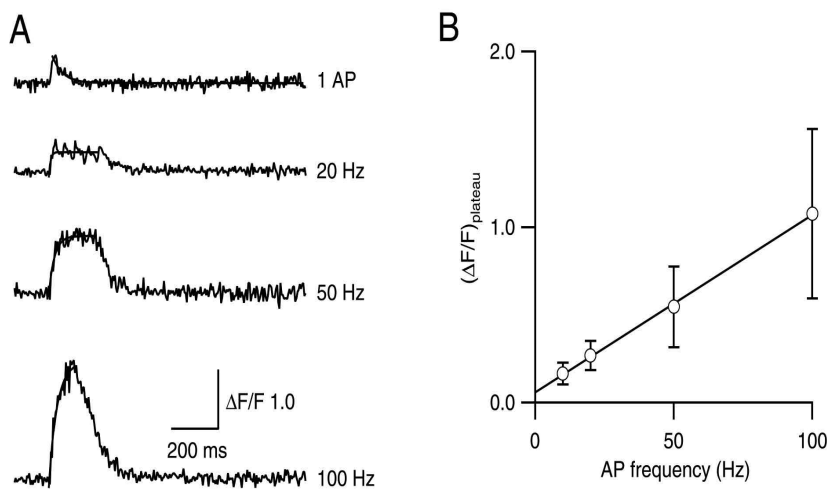 A
1 AP
20 Hz
50 Hz
ΔF/F 1.0
200 ms
100 Hz
B
2.0
1.0
0.0
(ΔF/F)plateau
0
50
100
AP frequency (Hz)